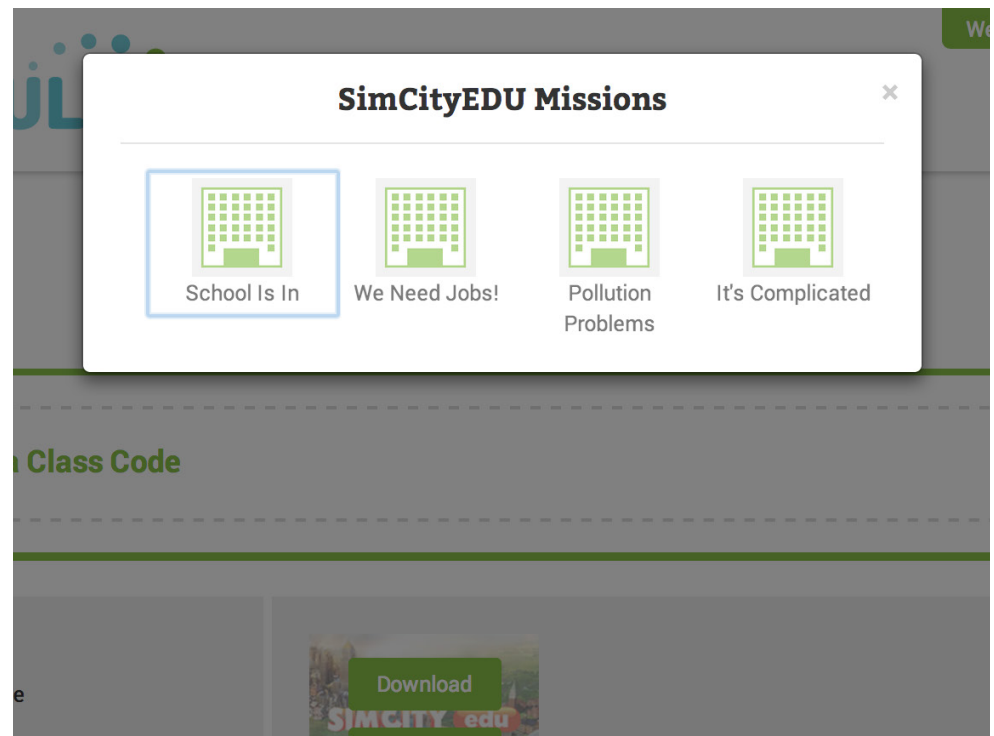 We
SimCityEDU Missions
×
School Is In
We Need Jobs!
Pollution
Problems
It's Complicated
Class Code
Download
SIMCITY edu